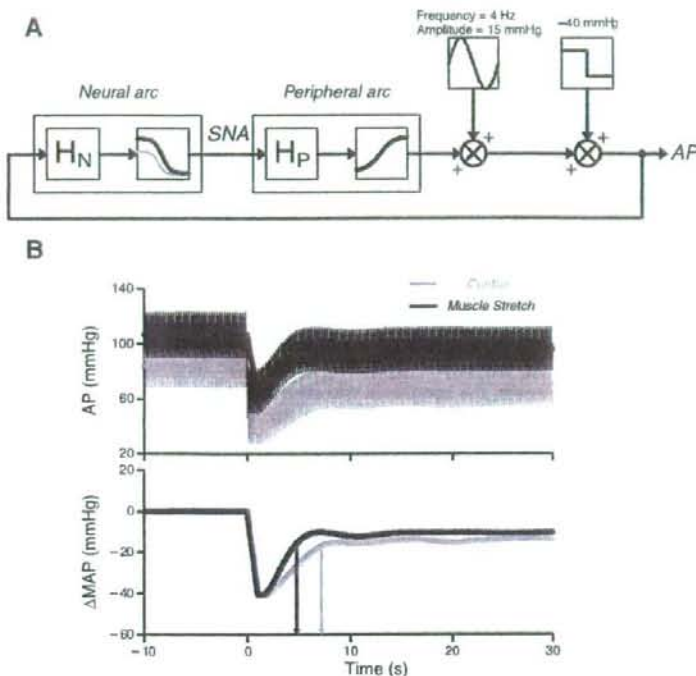 A
Frequency = 4 Hz
Amplitude = 15 mmHg
−40 mmHg
Neural arc
Peripheral arc
SNA
H_N
H_P
+
+
+
+
AP
B
Muscle Stretch
140
100
60
20
AP (mmHg)
20
0
−20
−40
−60
ΔMAP (mmHg)
−10
0
10
20
30
Time (s)